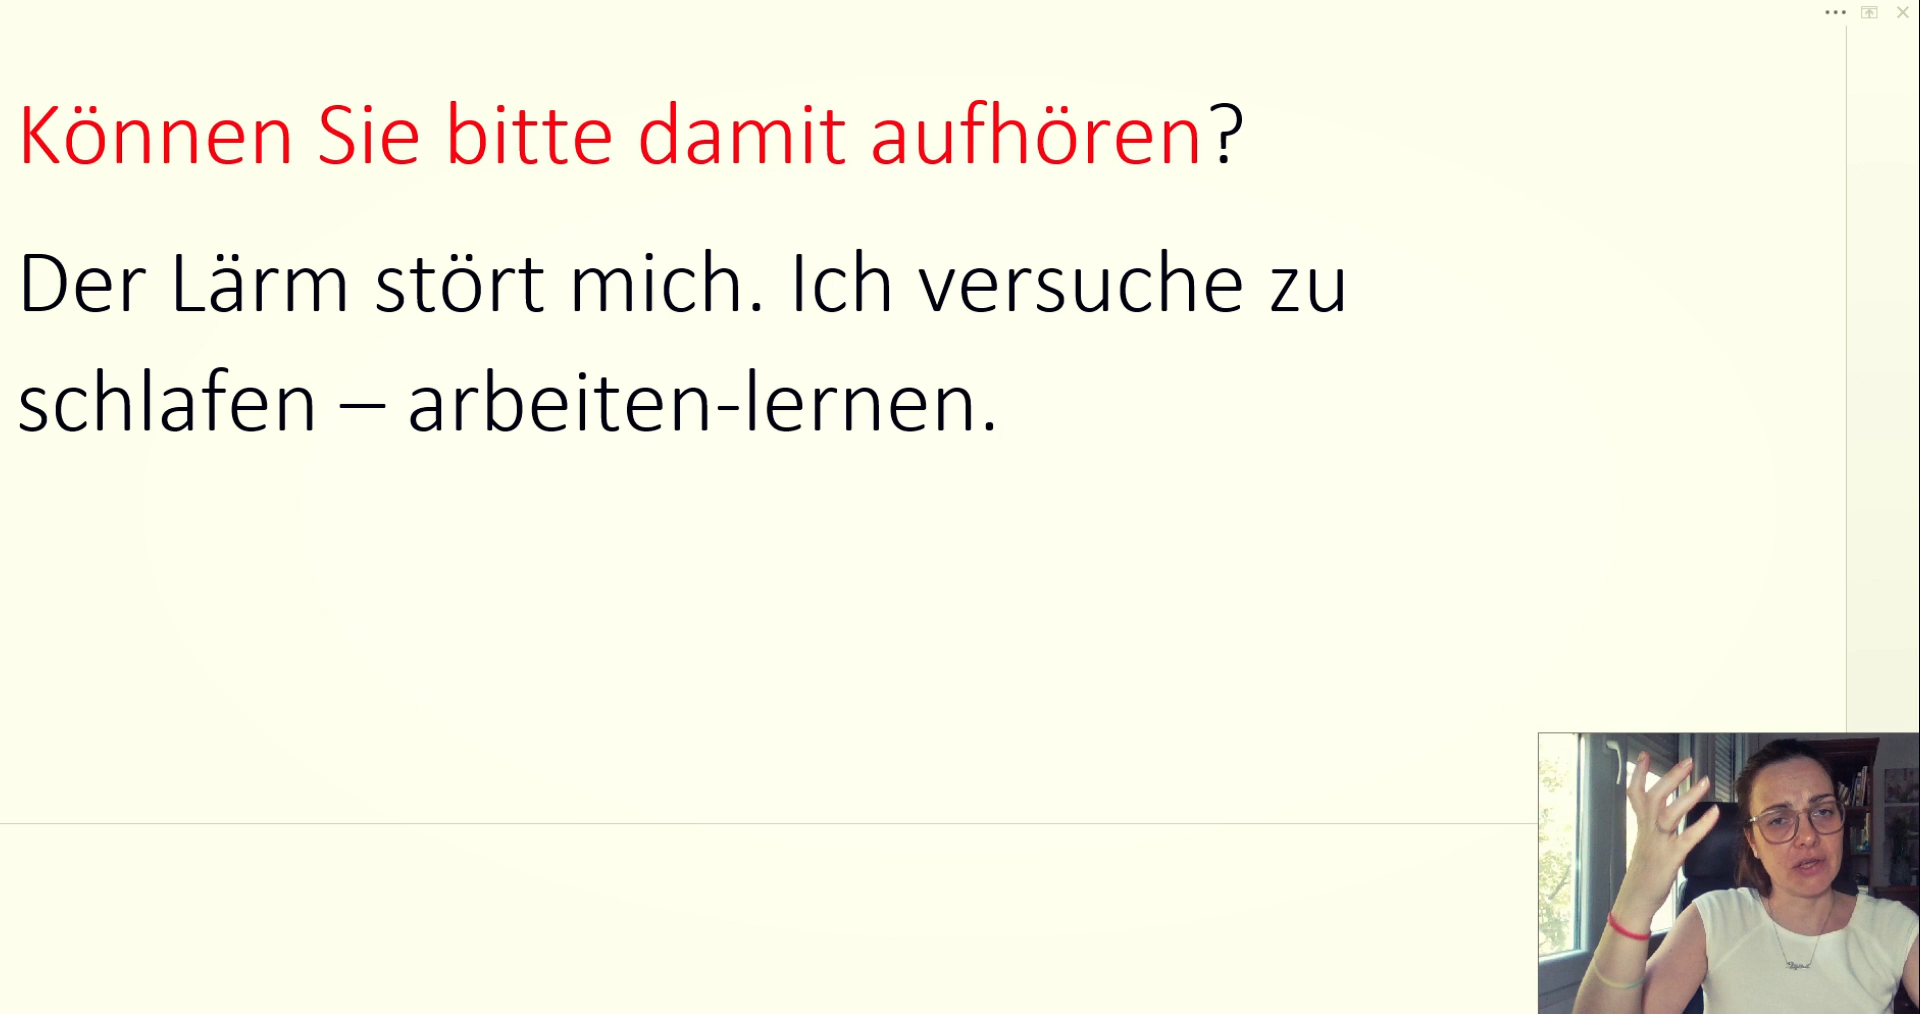 Können Sie bitte damit aufhören?
Der Lärm stört mich. Ich versuche zu
schlafen – arbeiten-lernen.